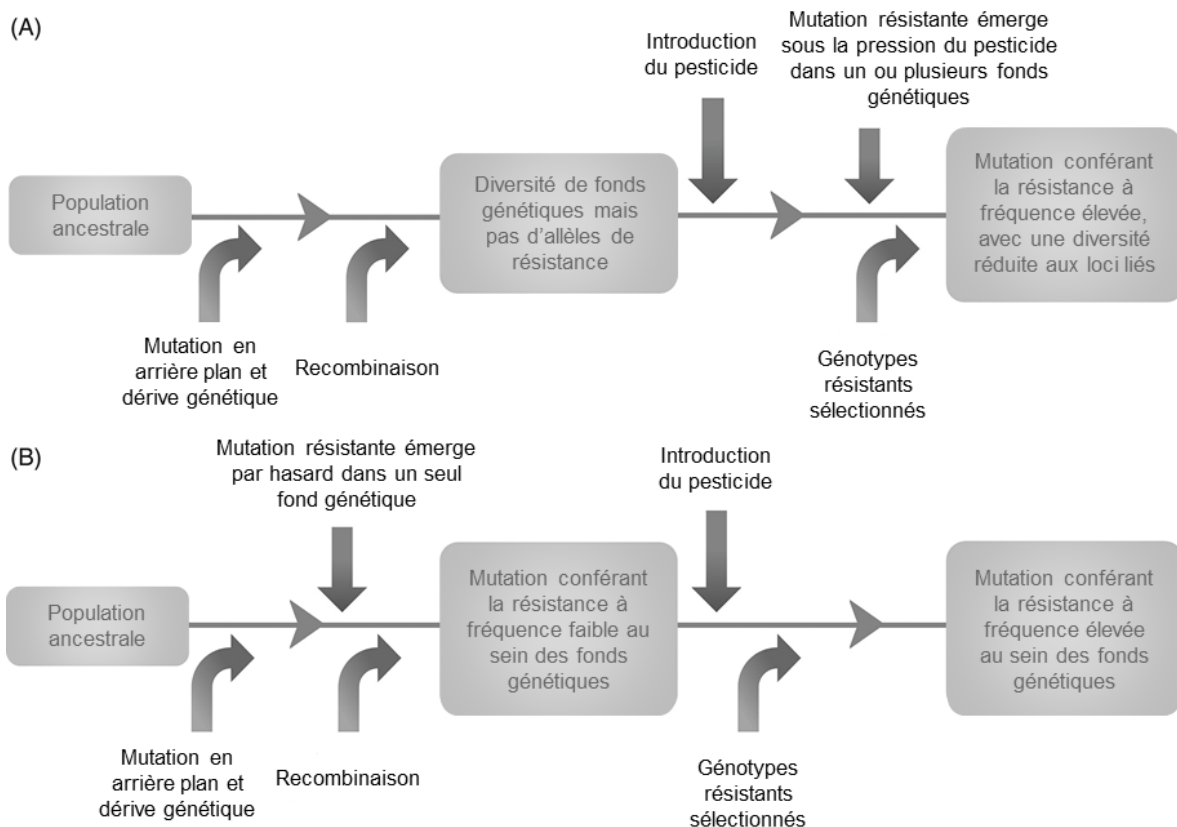 (A)
Introduction
du pesticide
Mutation résistante émerge
sous la pression du pesticide
dans un ou plusieurs fonds
génétiques
Population
ancestrale
Diversité de fonds
génétiques mais
pas d'allèles de
résistance
Mutation conférant
la résistance à
fréquence élevée,
avec une diversité
réduite aux loci liés
Mutation en
arrière plan et
dérive génétique
Recombinaison
Génotypes
résistants
sélectionnés
(B)
Mutation résistante émerge
par hasard dans un seul
fond génétique
Introduction
du pesticide
Population
ancestrale
Mutation conférant
la résistance à
fréquence faible au
sein des fonds
génétiques
Mutation conférant
la résistance à
fréquence élevée
au sein des fonds
génétiques
Mutation en
arrière plan et
dérive génétique
Recombinaison
Génotypes
résistants
sélectionnés